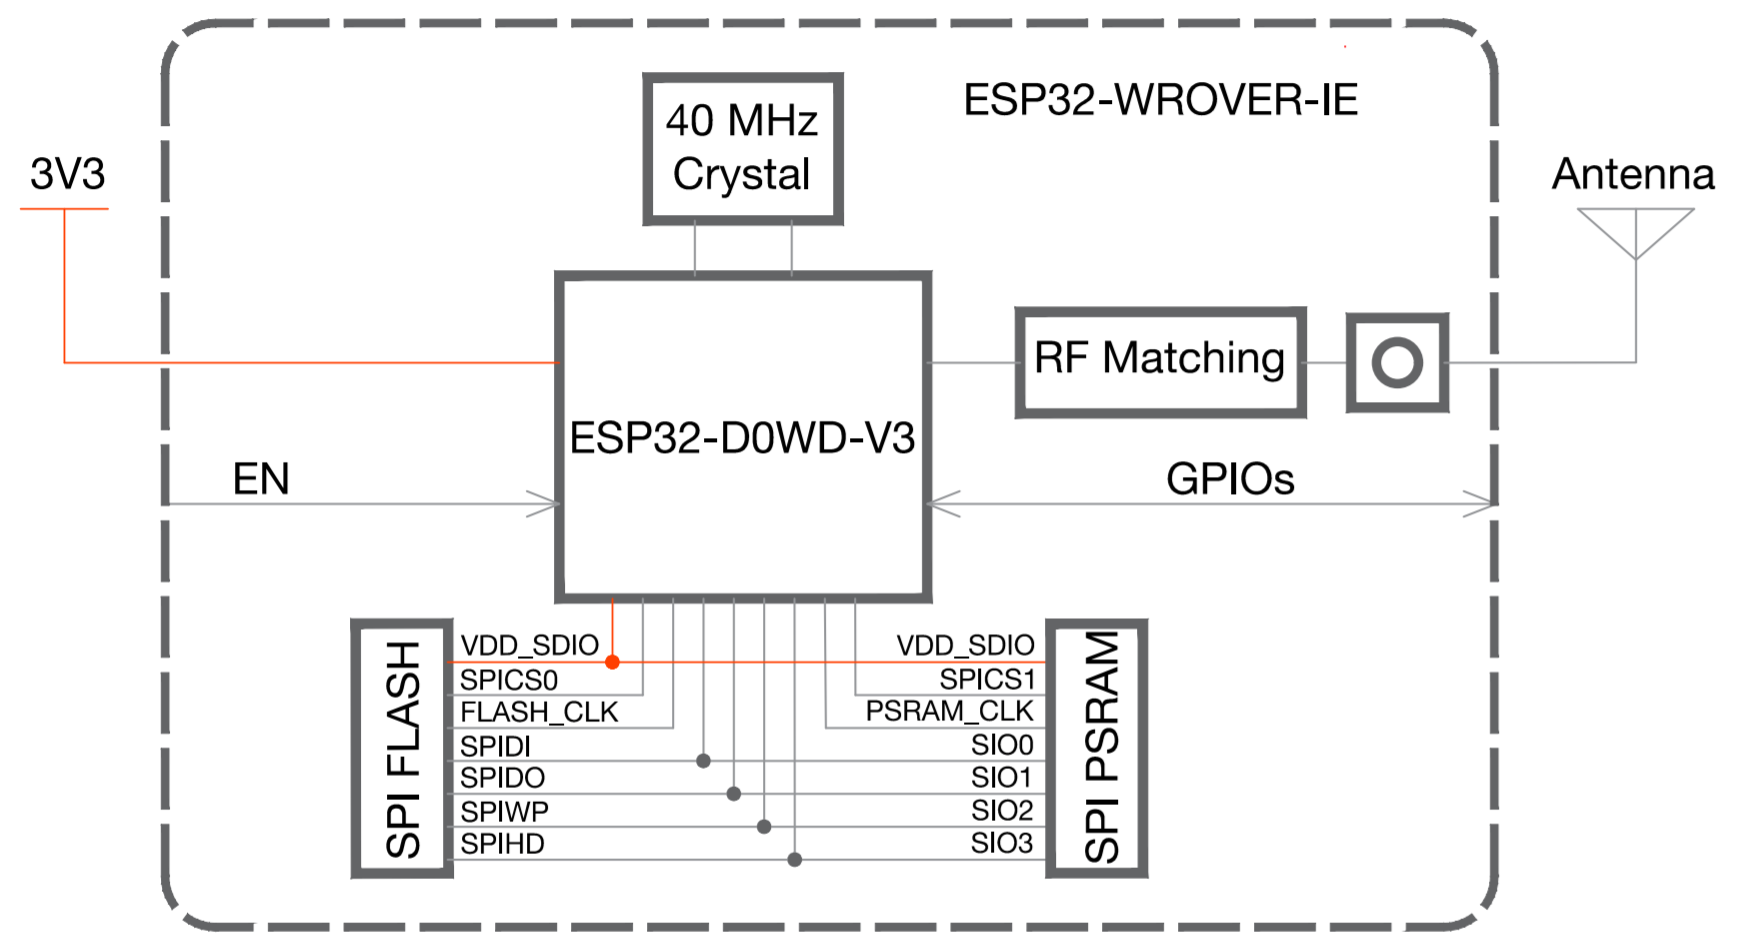 ESP32-WROVER-IE
40 MHz
Crystal
3V3
Antenna
RF Matching
ESP32-D0WD-V3
EN
GPIOs
SPI FLASH
VDD_SDIO
SPICS0
FLASH_CLK
SPIDI
SPIDO
SPIWP
SPIHD
VDD_SDIO
SPICS1
PSRAM_CLK
SIO0
SIO1
SIO2
SIO3
SPI PSRAM